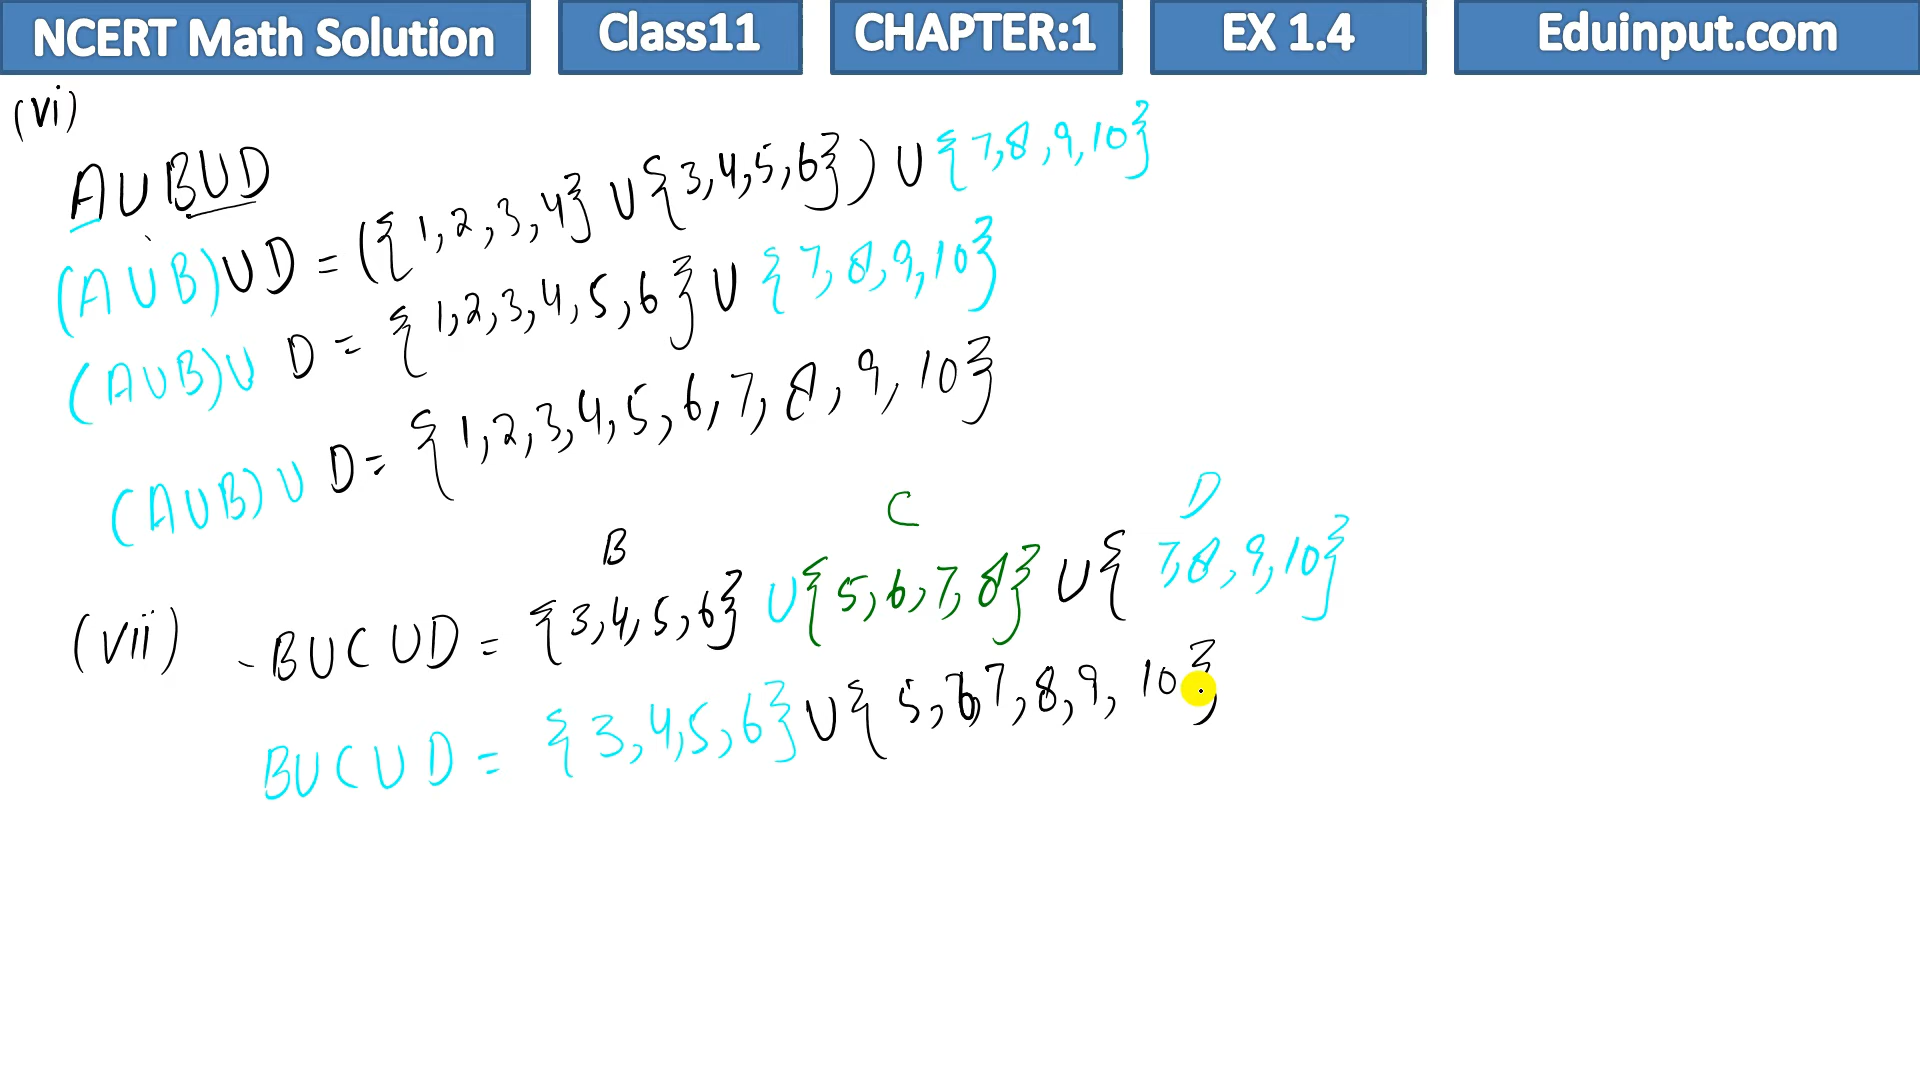 NCERT Math Solution Class11 CHAPTER:1 EX 1.4 Eduinput.com
(vi)
A∪B∪D
(A∪B)∪D = ({1,2,3,4} ∪ {3,4,5,6}) ∪ {7,8,9,10}
(A∪B)∪ D = {1,2,3,4,5,6} ∪ {7,8,9,10}
(A∪B)∪ D = {1,2,3,4,5,6,7,8,9,10}
B C D
(vii) B∪C∪D = {3,4,5,6} ∪ {5,6,7,8} ∪ {7,8,9,10}
B∪C∪D = {3,4,5,6} ∪ {5,6,7,8,9,10}